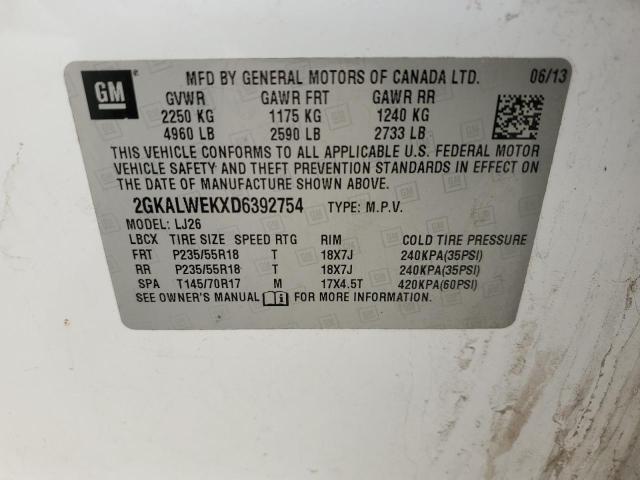 GM
MFD BY GENERAL MOTORS OF CANADA LTD. 06/13
GVWR GAWR FRT GAWR RR
2250 KG 1175 KG 1240 KG
4960 LB 2590 LB 2733 LB
THIS VEHICLE CONFORMS TO ALL APPLICABLE U.S. FEDERAL MOTOR
VEHICLE SAFETY AND THEFT PREVENTION STANDARDS IN EFFECT ON
THE DATE OF MANUFACTURE SHOWN ABOVE.
2GKALWEKXD6392754 TYPE: M.P.V.
MODEL: LJ26
LBCX TIRE SIZE SPEED RTG RIM COLD TIRE PRESSURE
FRT P235/55R18 T 18X7J 240KPA(35PSI)
RR P235/55R18 T 18X7J 240KPA(35PSI)
SPA T145/70R17 M 17X4.5T 420KPA(60PSI)
SEE OWNER'S MANUAL FOR MORE INFORMATION.